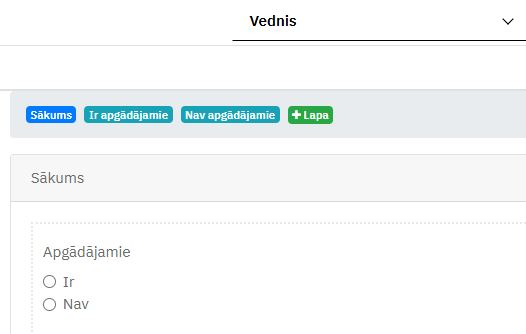 Vednis
Sākums Ir apgādājamie Nav apgādājamie + Lapa
Sākums
Apgādājamie
Ir
Nav